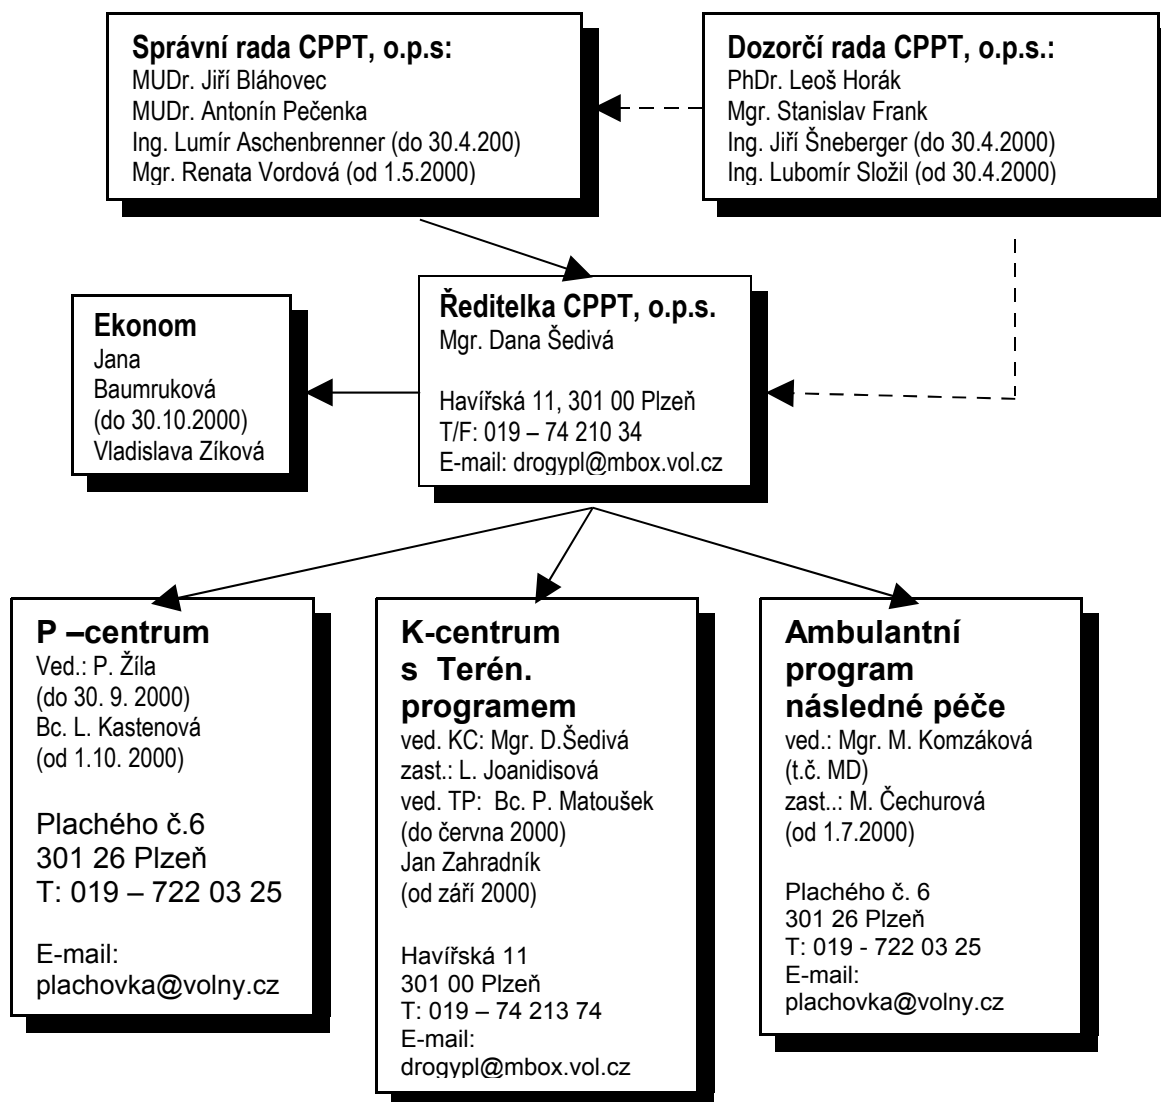 Správní rada CPPT, o.p.s:
MUDr. Jiří Bláhovec
MUDr. Antonín Pečenka
Ing. Lumír Aschenbrenner (do 30.4.200)
Mgr. Renata Vordová (od 1.5.2000)
Dozorčí rada CPPT, o.p.s.:
PhDr. Leoš Horák
Mgr. Stanislav Frank
Ing. Jiří Šneberger (do 30.4.2000)
Ing. Lubomír Složil (od 30.4.2000)
Ekonom
Jana
Baumruková
(do 30.10.2000)
Vladislava Zíková
Ředitelka CPPT, o.p.s.
Mgr. Dana Šedivá
Havířská 11, 301 00 Plzeň
T/F: 019 – 74 210 34
E-mail: drogypl@mbox.vol.cz
P –centrum
Ved.: P. Žíla
(do 30. 9. 2000)
Bc. L. Kastenová
(od 1.10. 2000)
Plachého č.6
301 26 Plzeň
T: 019 – 722 03 25
E-mail:
plachovka@volny.cz
K-centrum
s Terén.
programem
ved. KC: Mgr. D.Šedivá
zast.: L. Joanidisová
ved. TP: Bc. P. Matoušek
(do června 2000)
Jan Zahradník
(od září 2000)
Havířská 11
301 00 Plzeň
T: 019 – 74 213 74
E-mail:
drogypl@mbox.vol.cz
Ambulantní
program
následné péče
ved.: Mgr. M. Komzáková
(t.č. MD)
zast..: M. Čechurová
(od 1.7.2000)
Plachého č. 6
301 26 Plzeň
T: 019 - 722 03 25
E-mail:
plachovka@volny.cz